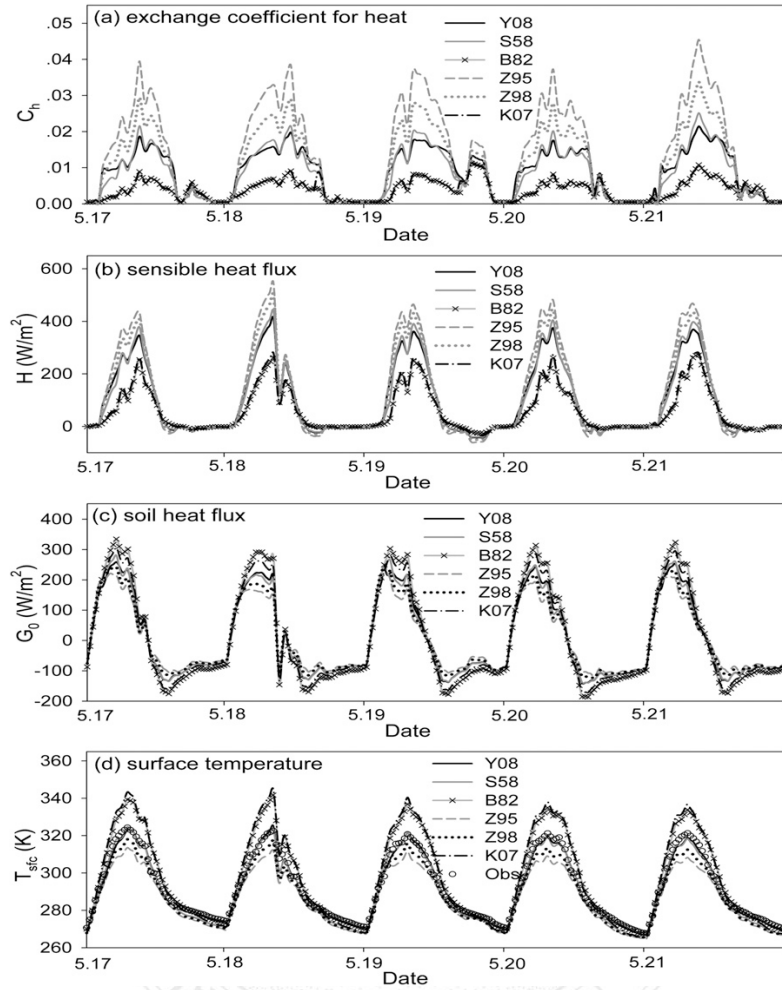 (a) exchange coefficient for heat
Y08
S58
B82
Z95
Z98
K07
C_h
.05
.04
.03
.02
.01
0.00
5.17 5.18 5.19 5.20 5.21
Date
(b) sensible heat flux
Y08
S58
B82
Z95
Z98
K07
H (W/m²)
600
400
200
0
5.17 5.18 5.19 5.20 5.21
Date
(c) soil heat flux
Y08
S58
B82
Z95
Z98
K07
G₀ (W/m²)
400
300
200
100
0
-100
-200
5.17 5.18 5.19 5.20 5.21
Date
(d) surface temperature
Y08
S58
B82
Z95
Z98
K07
Obs
T_sfc (K)
360
340
320
300
280
260
5.17 5.18 5.19 5.20 5.21
Date